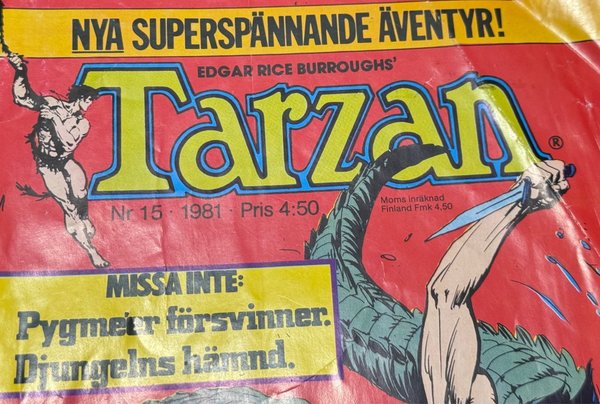 NYA SUPERSPÄNNANDE ÄVENTYR!
EDGAR RICE BURROUGHS'
Tarzan®
Nr 15 · 1981 · Pris 4:50
Moms inräknad
Finland Fmk 4,50
MISSA INTE:
Pygméer försvinner.
Djungelns hämnd.